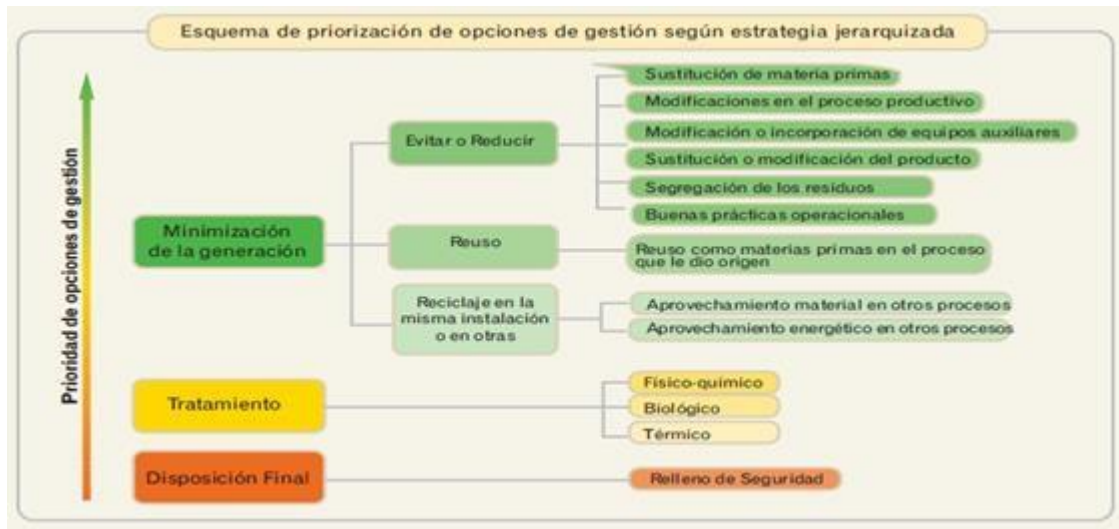 Esquema de priorización de opciones de gestión según estrategia jerarquizada
Prioridad de opciones de gestión
Minimización
de la generación
Evitar o Reducir
Sustitución de materia primas
Modificaciones en el proceso productivo
Modificación o incorporación de equipos auxiliares
Sustitución o modificación del producto
Segregación de los residuos
Buenas prácticas operacionales
Reuso
Reuso como materias primas en el proceso
que le dio origen
Reciclaje en la
misma instalación
o en otras
Aprovechamiento material en otros procesos
Aprovechamiento energético en otros procesos
Tratamiento
Físico-químico
Biológico
Térmico
Disposición Final
Relleno de Seguridad